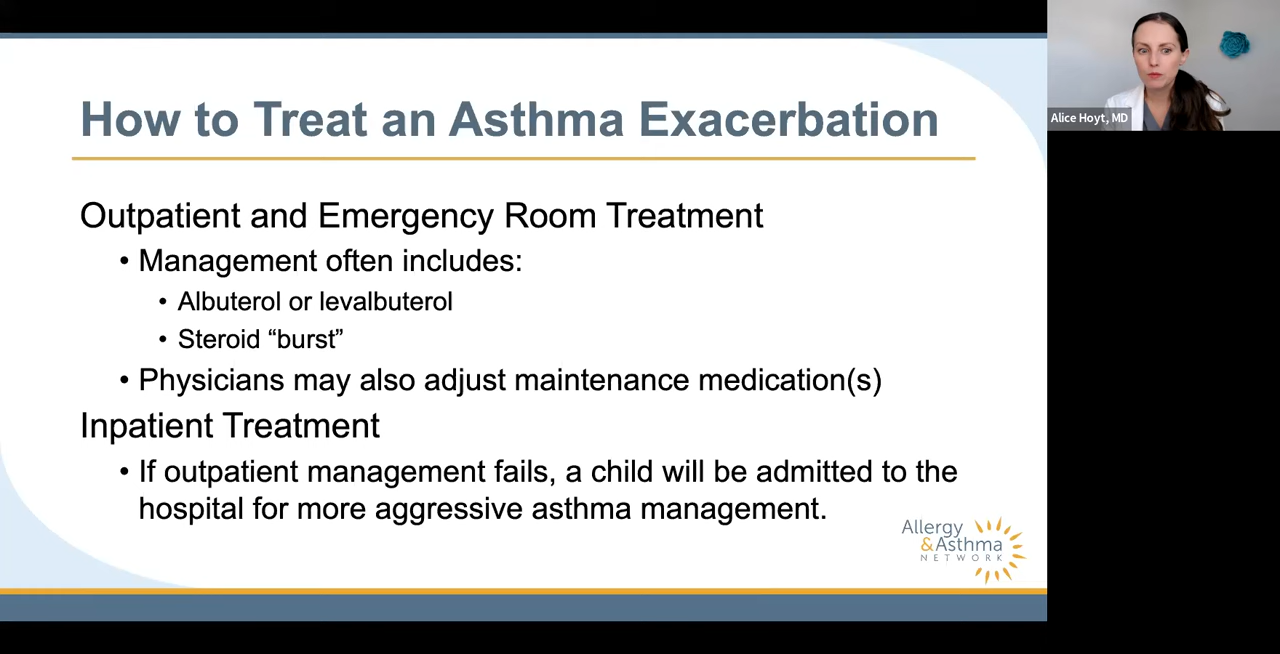 How to Treat an Asthma Exacerbation
Alice Hoyt, MD
Outpatient and Emergency Room Treatment
• Management often includes:
• Albuterol or levalbuterol
• Steroid “burst”
• Physicians may also adjust maintenance medication(s)
Inpatient Treatment
• If outpatient management fails, a child will be admitted to the
hospital for more aggressive asthma management.
Allergy
&Asthma
NETWORK